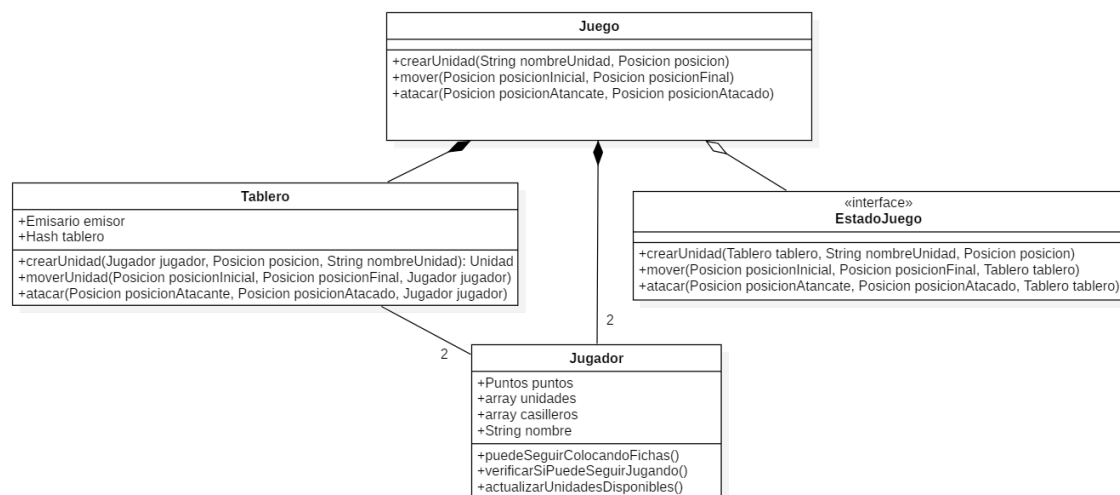 Juego
+crearUnidad(String nombreUnidad, Posicion posicion)
+mover(Posicion posicionInicial, Posicion posicionFinal)
+atacar(Posicion posicionAtancate, Posicion posicionAtacado)
Tablero
+Emisario emisor
+Hash tablero
+crearUnidad(Jugador jugador, Posicion posicion, String nombreUnidad): Unidad
+moverUnidad(Posicion posicionInicial, Posicion posicionFinal, Jugador jugador)
+atacar(Posicion posicionAtacante, Posicion posicionAtacado, Jugador jugador)
«interface»
EstadoJuego
+crearUnidad(Tablero tablero, String nombreUnidad, Posicion posicion)
+mover(Posicion posicionInicial, Posicion posicionFinal, Tablero tablero)
+atacar(Posicion posicionAtancate, Posicion posicionAtacado, Tablero tablero)
2
2
Jugador
+Puntos puntos
+array unidades
+array casilleros
+String nombre
+puedeSeguirColocandoFichas()
+verificarSiPuedeSeguirJugando()
+actualizarUnidadesDisponibles()